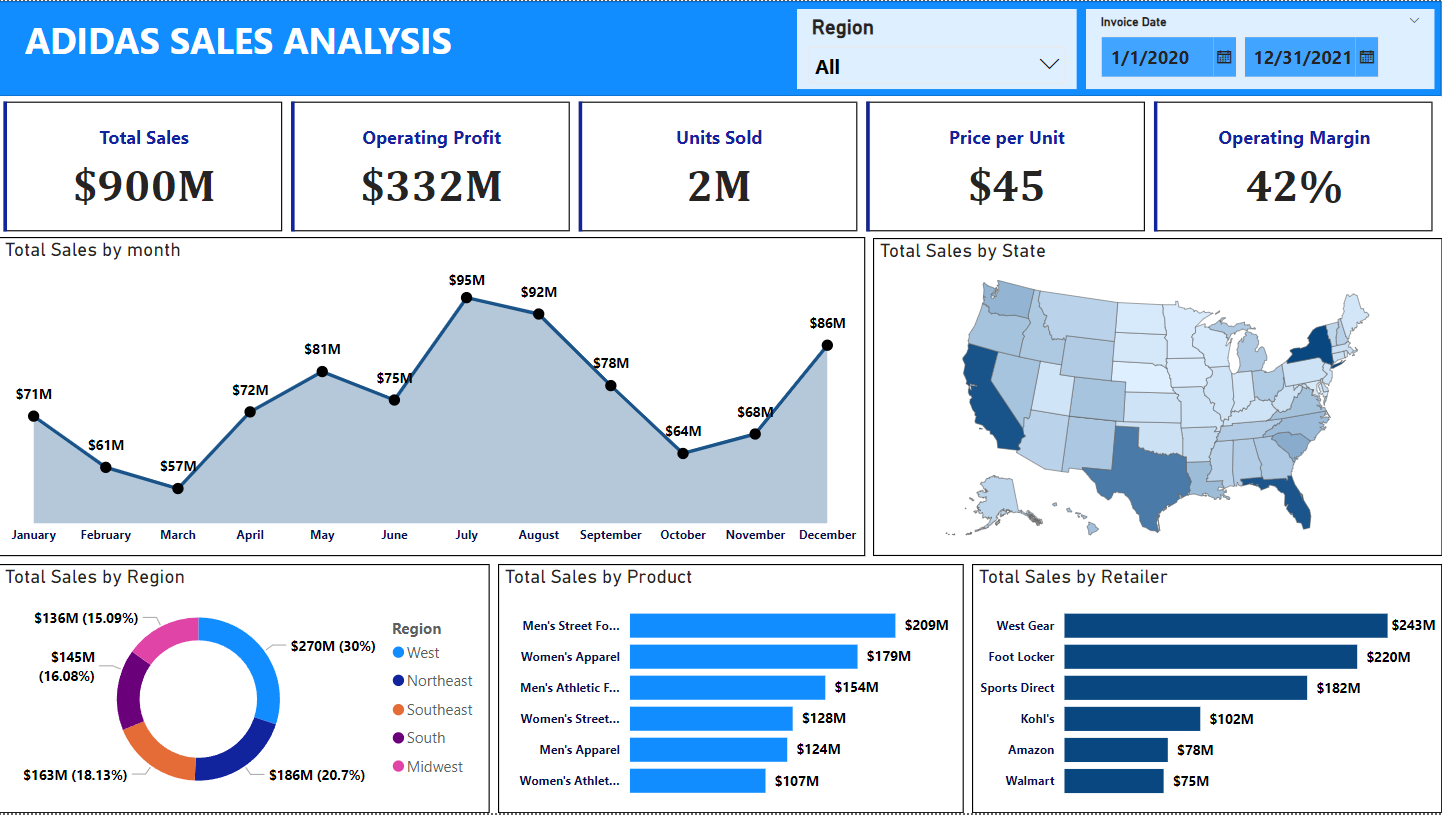 ADIDAS SALES ANALYSIS
Region
All
Invoice Date
1/1/2020
12/31/2021
Total Sales
$900M
Operating Profit
$332M
Units Sold
2M
Price per Unit
$45
Operating Margin
42%
Total Sales by month
$71M
$61M
$57M
$72M
$81M
$75M
$95M
$92M
$78M
$64M
$68M
$86M
January February March April May June July August September October November December
Total Sales by State
Total Sales by Region
$136M (15.09%)
$145M
(16.08%)
$163M (18.13%)
$270M (30%)
$186M (20.7%)
Region
West
Northeast
Southeast
South
Midwest
Total Sales by Product
Men's Street Fo... $209M
Women's Apparel $179M
Men's Athletic F... $154M
Women's Street... $128M
Men's Apparel $124M
Women's Athlet... $107M
Total Sales by Retailer
West Gear $243M
Foot Locker $220M
Sports Direct $182M
Kohl's $102M
Amazon $78M
Walmart $75M